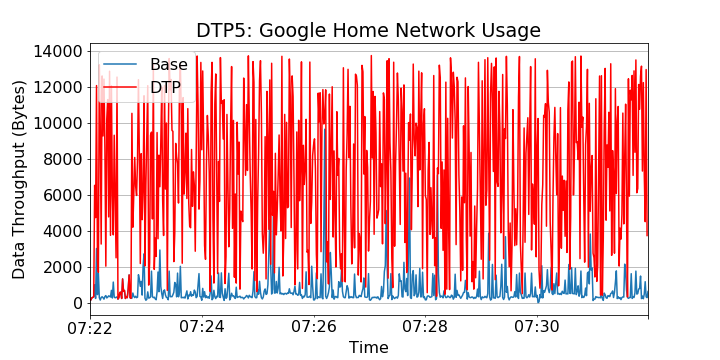 DTP5: Google Home Network Usage
Base
DTP
Data Throughput (Bytes)
14000
12000
10000
8000
6000
4000
2000
0
07:22
07:24
07:26
07:28
07:30
Time